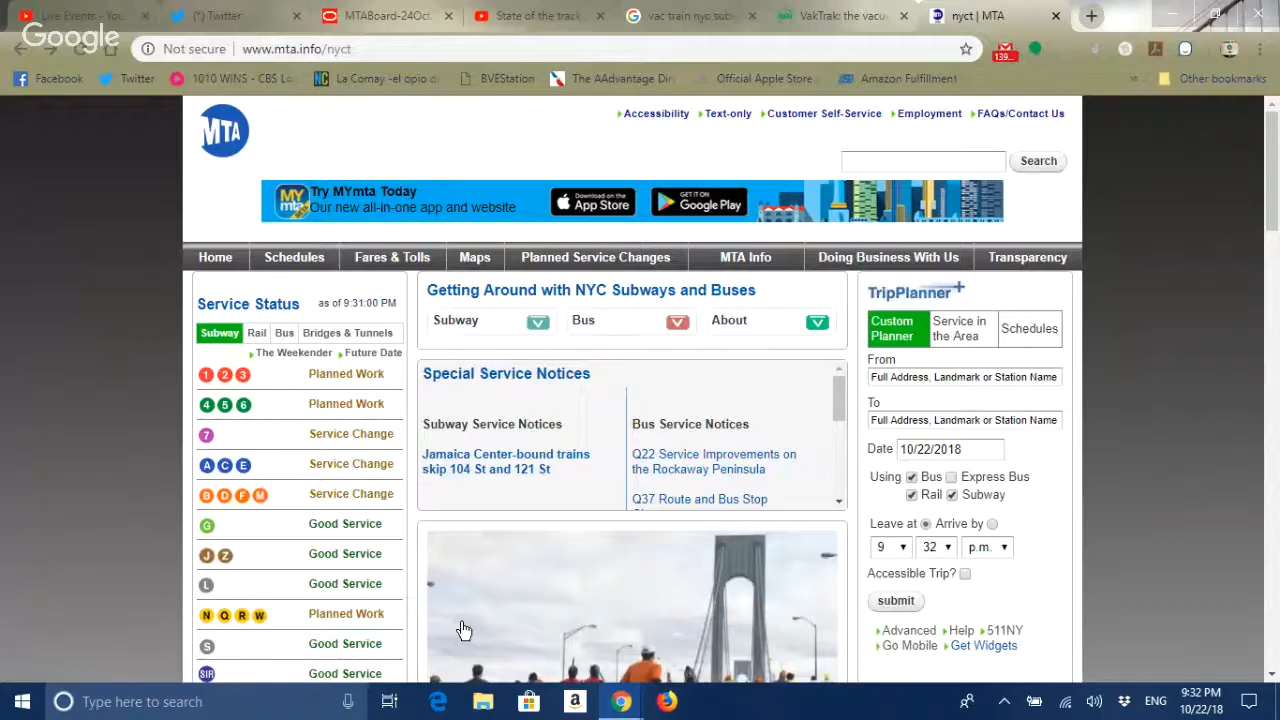 Live Events - You
(*) Twitter
MTABoard-24Oct.
State of the track
vac train nyc sub
VakTrak: the vacu
nyct | MTA
Google
Not secure | www.mta.info/nyct
139...
Facebook
Twitter
1010 WINS - CBS L
La Comay -el opio d
BVEStation
The AAdvantage Di
Official Apple Store
Amazon Fulfillment
Other bookmarks
MTA
Accessibility Text-only Customer Self-Service Employment FAQs/Contact Us
Search
MY mta
Try MYmta Today
Our new all-in-one app and website
Download on the App Store
GET IT ON Google Play
Home Schedules Fares & Tolls Maps Planned Service Changes MTA Info Doing Business With Us Transparency
Service Status as of 9:31:00 PM
Subway Rail Bus Bridges & Tunnels
The Weekender Future Date
1 2 3 Planned Work
4 5 6 Planned Work
7 Service Change
A C E Service Change
B D F M Service Change
G Good Service
J Z Good Service
L Good Service
N Q R W Planned Work
S Good Service
SIR Good Service
Getting Around with NYC Subways and Buses
Subway Bus About
Special Service Notices
Subway Service Notices
Jamaica Center-bound trains
skip 104 St and 121 St
Bus Service Notices
Q22 Service Improvements on
the Rockaway Peninsula
Q37 Route and Bus Stop
TripPlanner+
Custom Planner
Service in the Area
Schedules
From
Full Address, Landmark or Station Name
To
Full Address, Landmark or Station Name
Date 10/22/2018
Using Bus Express Bus
Rail Subway
Leave at Arrive by
9 32 p.m.
Accessible Trip?
submit
Advanced Help 511NY
Go Mobile Get Widgets
Type here to search
ENG
9:32 PM
10/22/18